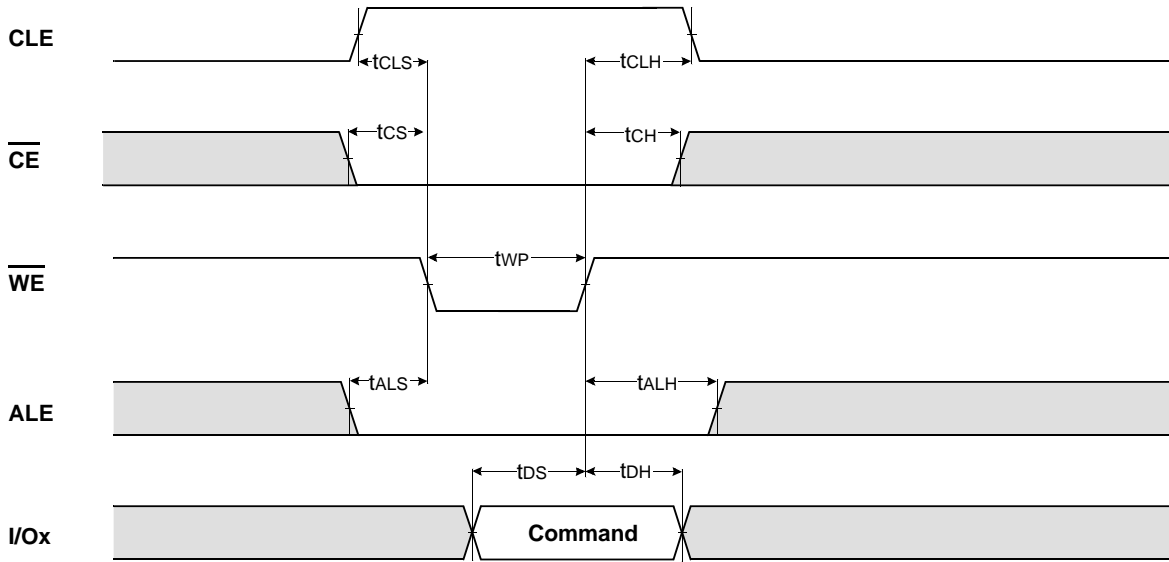 CLE
tCLS
tCLH
CE
tCS
tCH
WE
tWP
ALE
tALS
tALH
tDS
tDH
I/Ox
Command